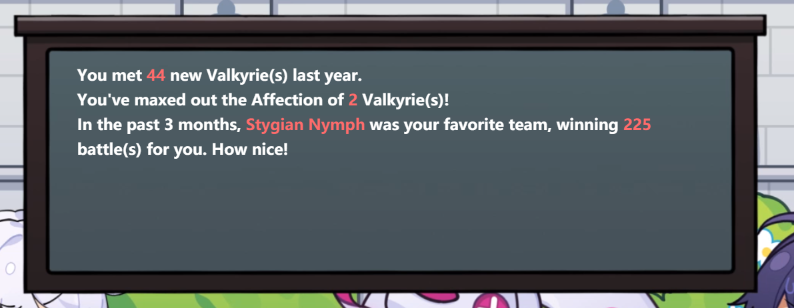 You met 44 new Valkyrie(s) last year.
You've maxed out the Affection of 2 Valkyrie(s)!
In the past 3 months, Stygian Nymph was your favorite team, winning 225
battle(s) for you. How nice!